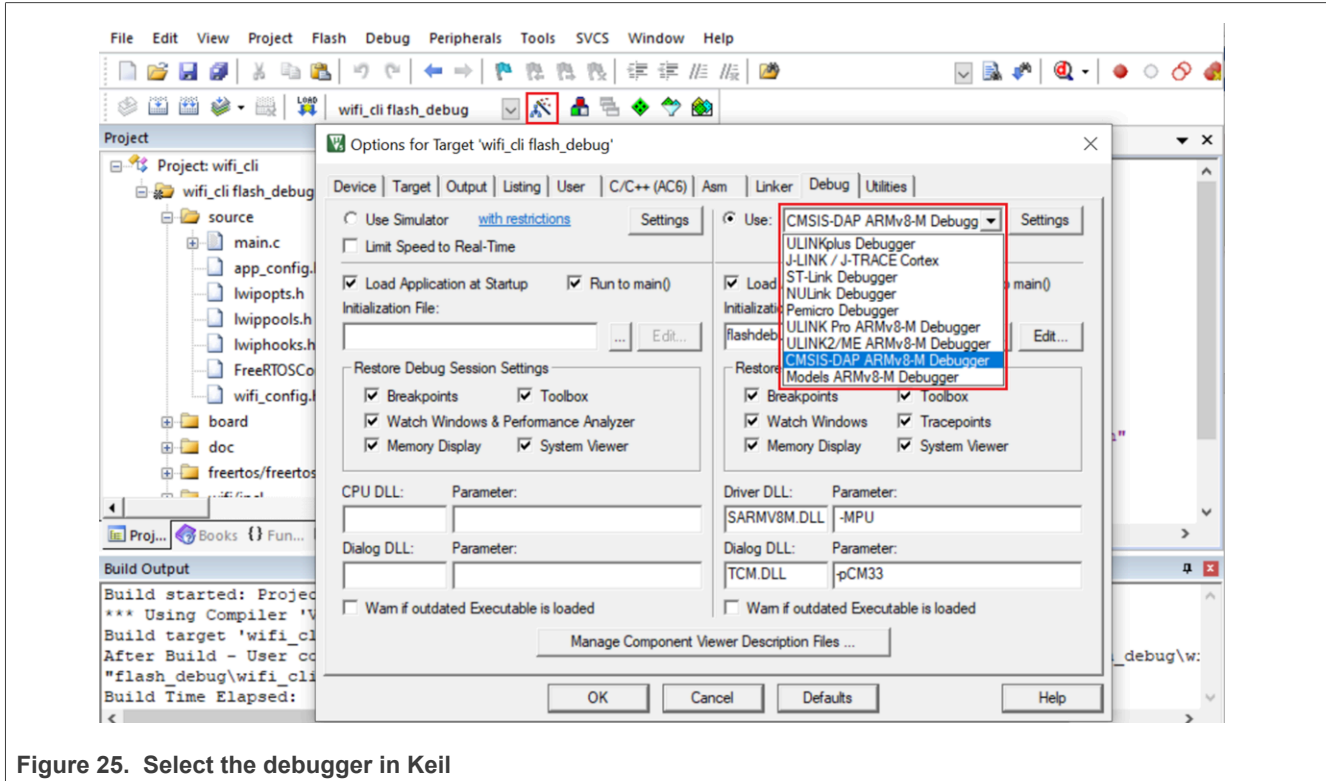 File Edit View Project Flash Debug Peripherals Tools SVCS Window Help
LOAD wifi_cli flash_debug
Project
Options for Target 'wifi_cli flash_debug'
Project: wifi_cli
wifi_cli flash_debug
source
main.c
app_config.
lwipopts.h
lwippools.h
lwiphooks.h
FreeRTOSCo
wifi_config.
board
doc
freertos/freertos
Proj... Books {} Fun...
Device Target Output Listing User C/C++ (AC6) Asm Linker Debug Utilities
Use Simulator with restrictions Settings
Limit Speed to Real-Time
Load Application at Startup Run to main()
Initialization File:
... Edit...
Restore Debug Session Settings
Breakpoints Toolbox
Watch Windows & Performance Analyzer
Memory Display System Viewer
CPU DLL: Parameter:
Dialog DLL: Parameter:
Warn if outdated Executable is loaded
Use: CMSIS-DAP ARMv8-M Debugg Settings
ULINKplus Debugger
J-LINK / J-TRACE Cortex
ST-Link Debugger
NULink Debugger
Pemicro Debugger
ULINK Pro ARMv8-M Debugger
ULINK2/ME ARMv8-M Debugger
CMSIS-DAP ARMv8-M Debugger
Models ARMv8-M Debugger
Load main()
Initializati
flashdeb Edit...
Restore
Breakpoints Toolbox
Watch Windows Tracepoints
Memory Display System Viewer
Driver DLL: Parameter:
SARMV8M.DLL -MPU
Dialog DLL: Parameter:
TCM.DLL -pCM33
Warn if outdated Executable is loaded
Manage Component Viewer Description Files ...
OK Cancel Defaults Help
Build Output
Build started: Projec
*** Using Compiler 'V
Build target 'wifi_cl
After Build - User co _debug\wi
"flash_debug\wifi_cli
Build Time Elapsed:
Figure 25. Select the debugger in Keil